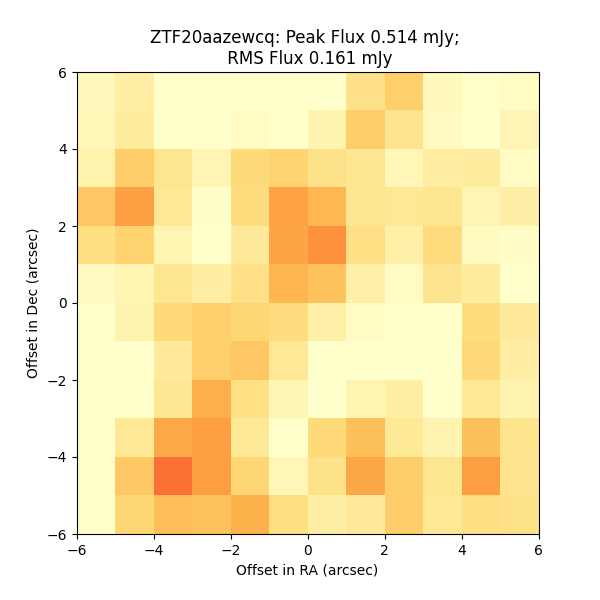 ZTF20aazewcq: Peak Flux 0.514 mJy;
RMS Flux 0.161 mJy
6
4
2
0
−2
−4
−6
Offset in Dec (arcsec)
−6 −4 −2 0 2 4 6
Offset in RA (arcsec)